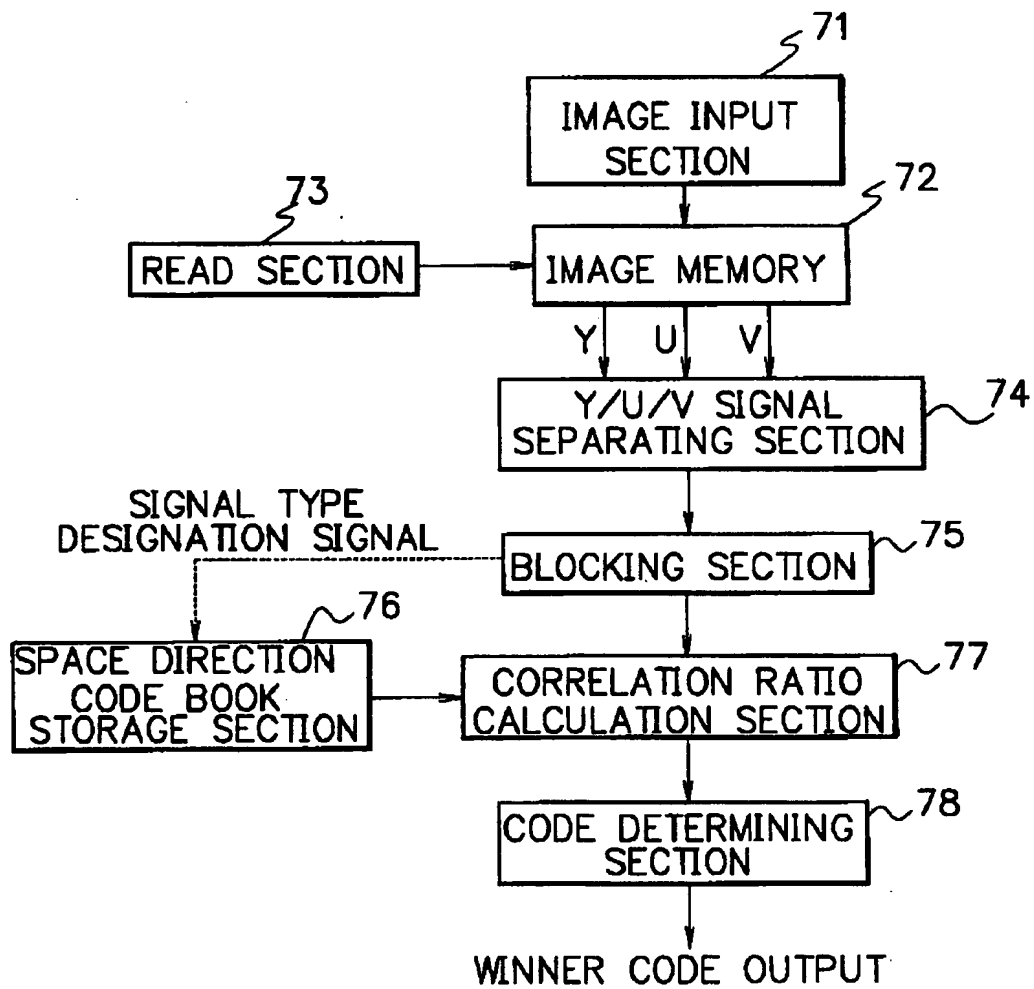 71
IMAGE INPUT
SECTION
73
72
READ SECTION
IMAGE MEMORY
Y U V
74
Y/U/V SIGNAL
SEPARATING SECTION
SIGNAL TYPE
DESIGNATION SIGNAL
75
BLOCKING SECTION
76
SPACE DIRECTION
CODE BOOK
STORAGE SECTION
77
CORRELATION RATIO
CALCULATION SECTION
78
CODE DETERMINING
SECTION
WINNER CODE OUTPUT